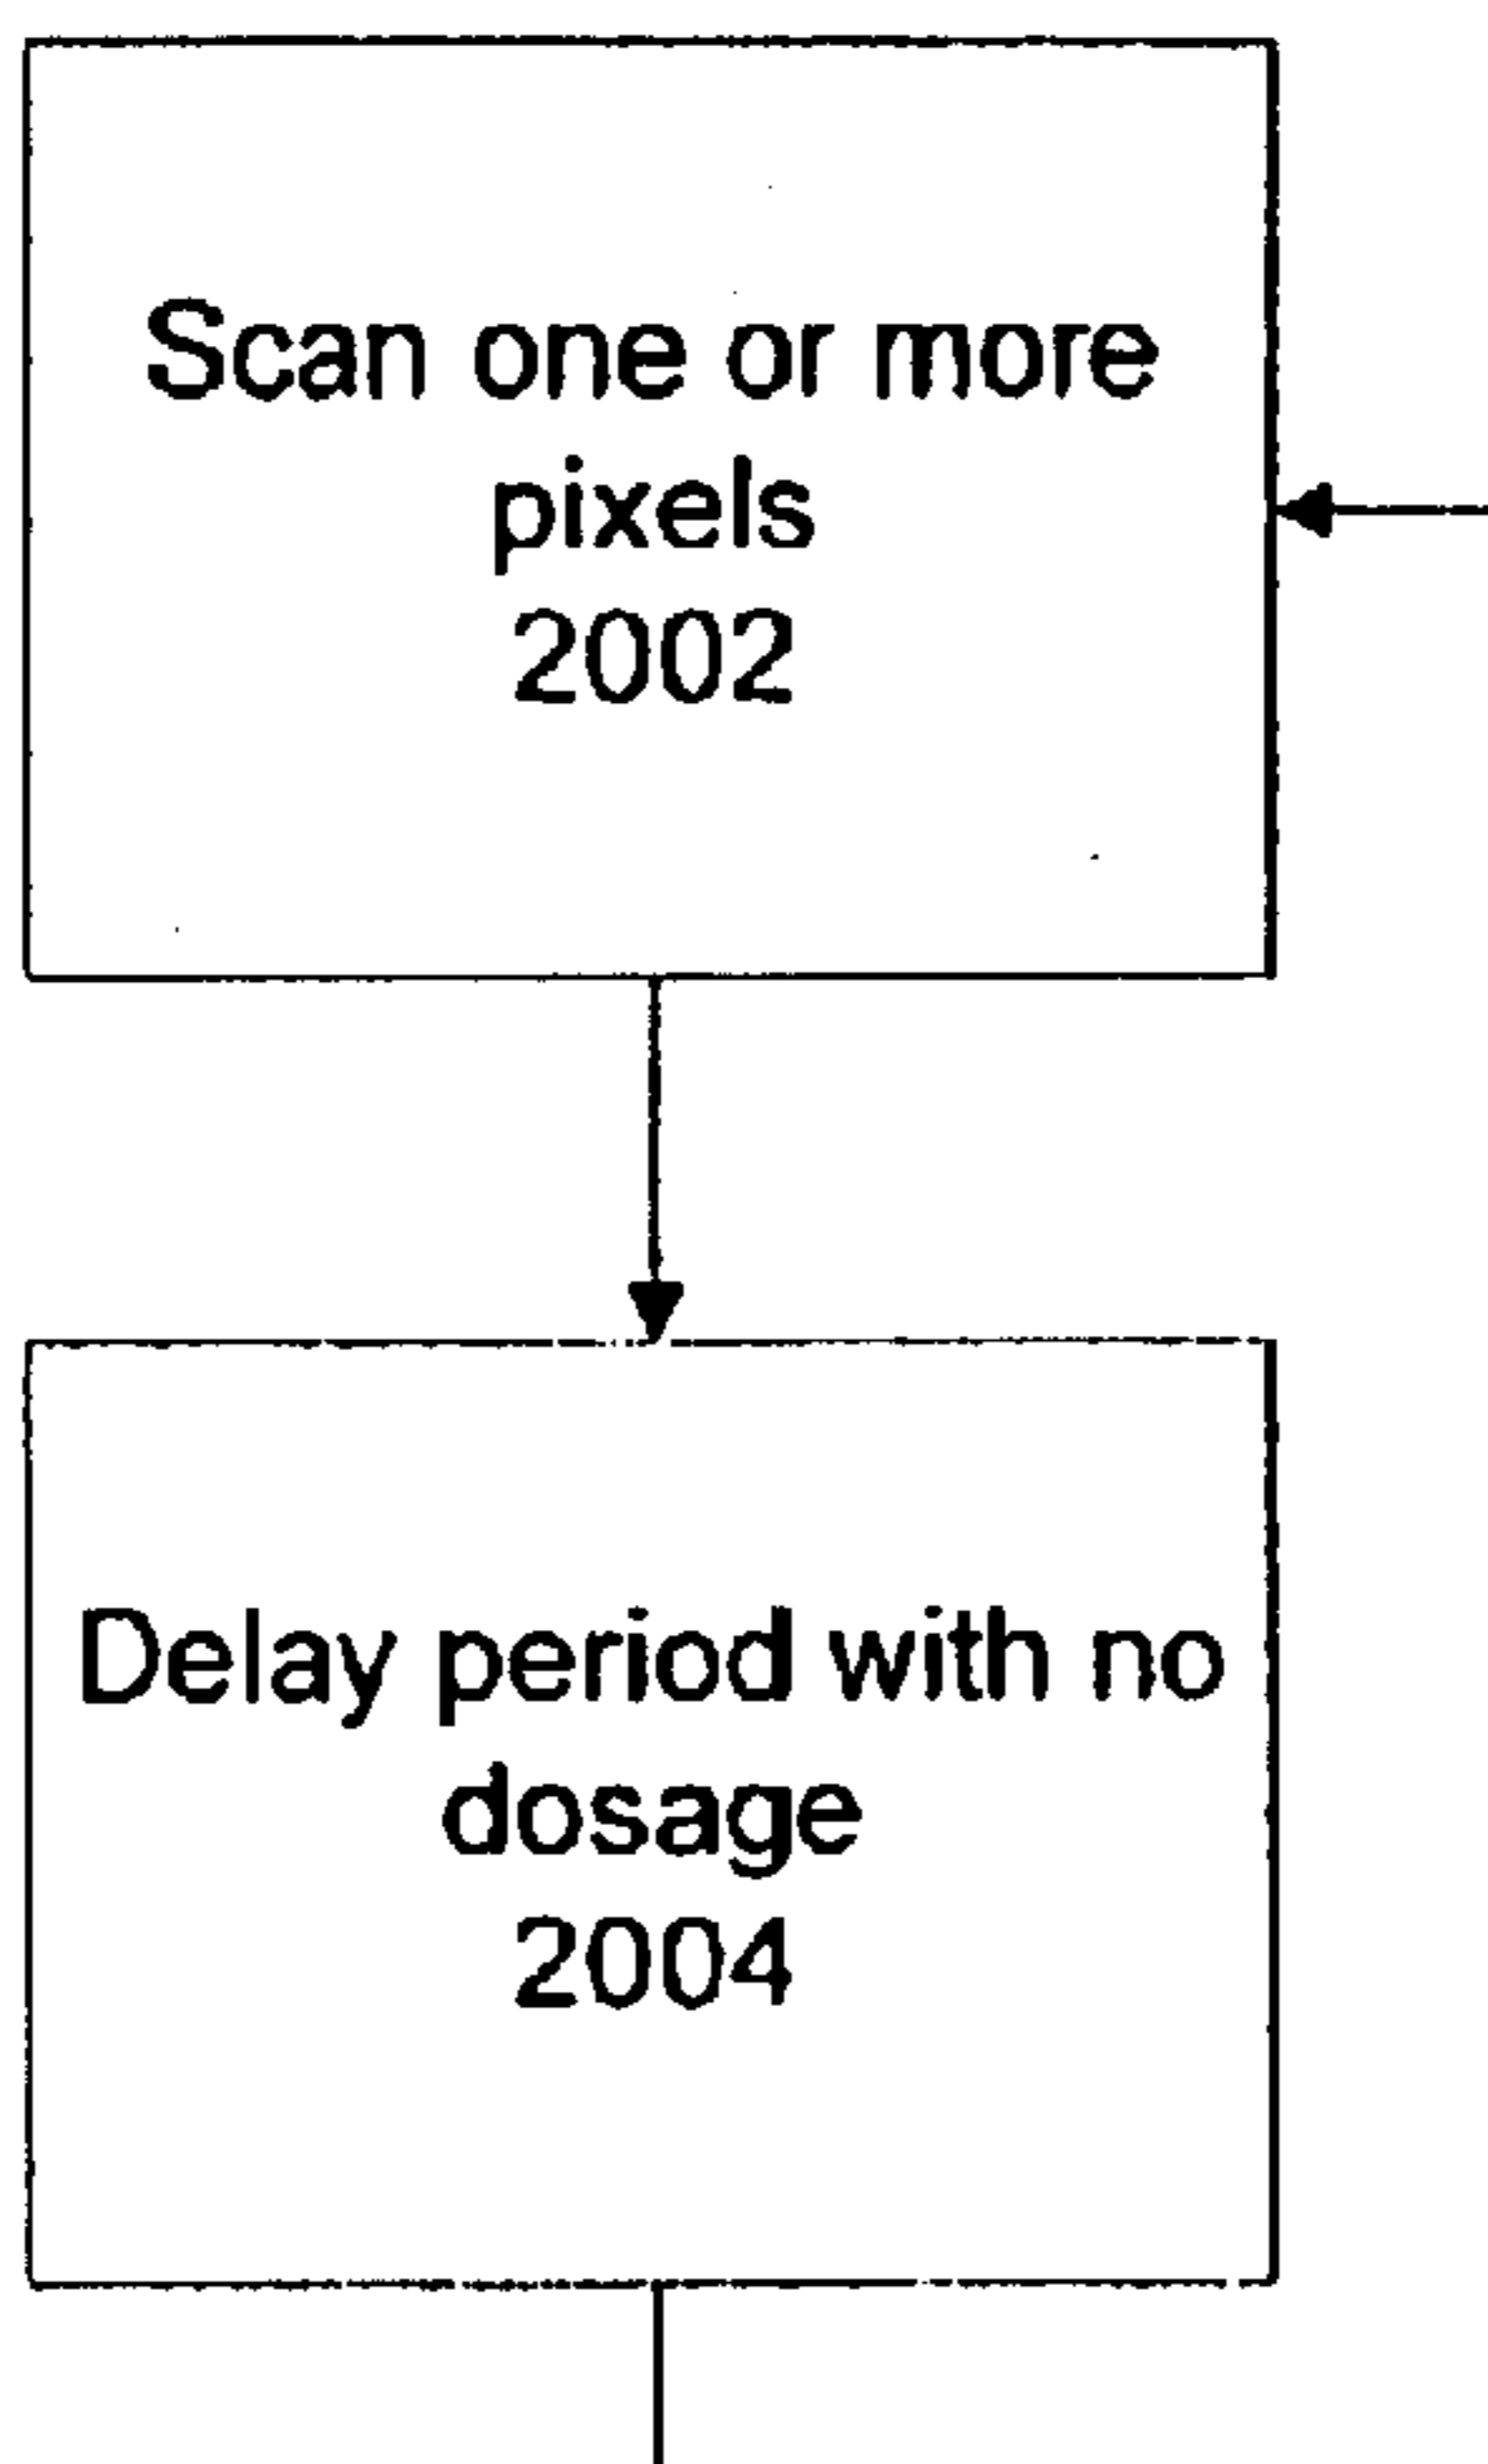 Scan one or more
pixels
2002
Delay period with no
dosage
2004